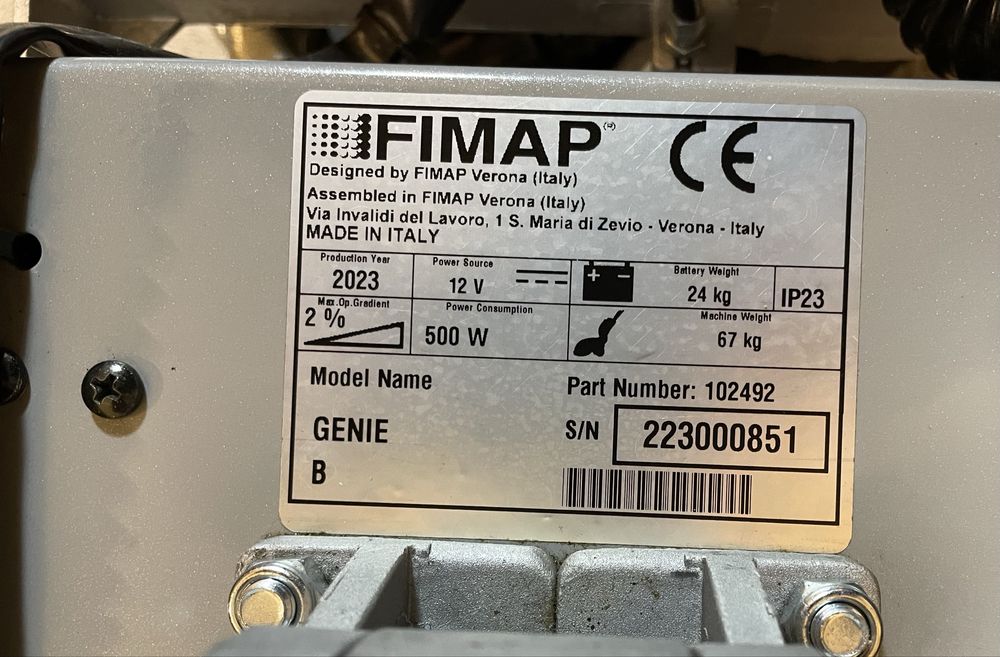 FIMAP®
CE
Designed by FIMAP Verona (Italy)
Assembled in FIMAP Verona (Italy)
Via Invalidi del Lavoro, 1 S. Maria di Zevio - Verona - Italy
MADE IN ITALY
Production Year
2023
Power Source
12 V
+ -
Battery Weight
24 kg
IP23
Max.Op.Gradient
2 %
Power Consumption
500 W
Machine Weight
67 kg
Model Name
Part Number: 102492
GENIE
S/N 223000851
B